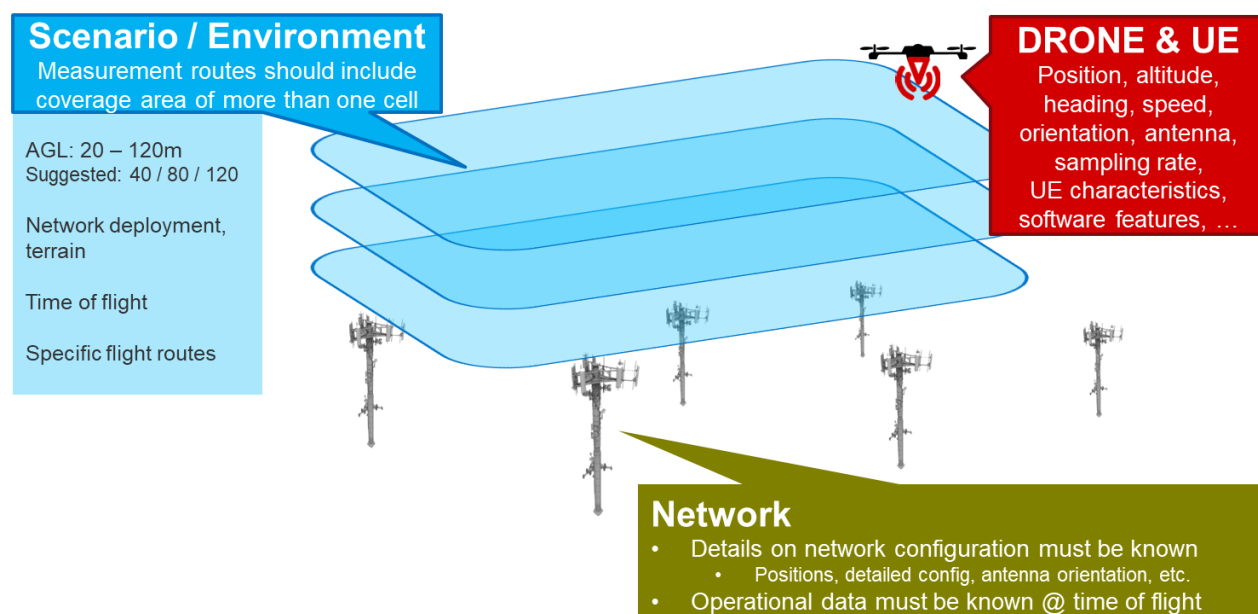 Scenario / Environment
Measurement routes should include
coverage area of more than one cell
AGL: 20 – 120m
Suggested: 40 / 80 / 120
Network deployment,
terrain
Time of flight
Specific flight routes
DRONE & UE
Position, altitude,
heading, speed,
orientation, antenna,
sampling rate,
UE characteristics,
software features, …
Network
• Details on network configuration must be known
• Positions, detailed config, antenna orientation, etc.
• Operational data must be known @ time of flight